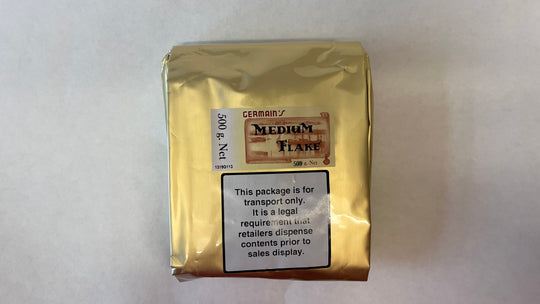 GERMAIN'S
MEDIUM
FLAKE
500 g. Net
500 g. Net
This package is for
transport only.
It is a legal
requirement that
retailers dispense
contents prior to
sales display.